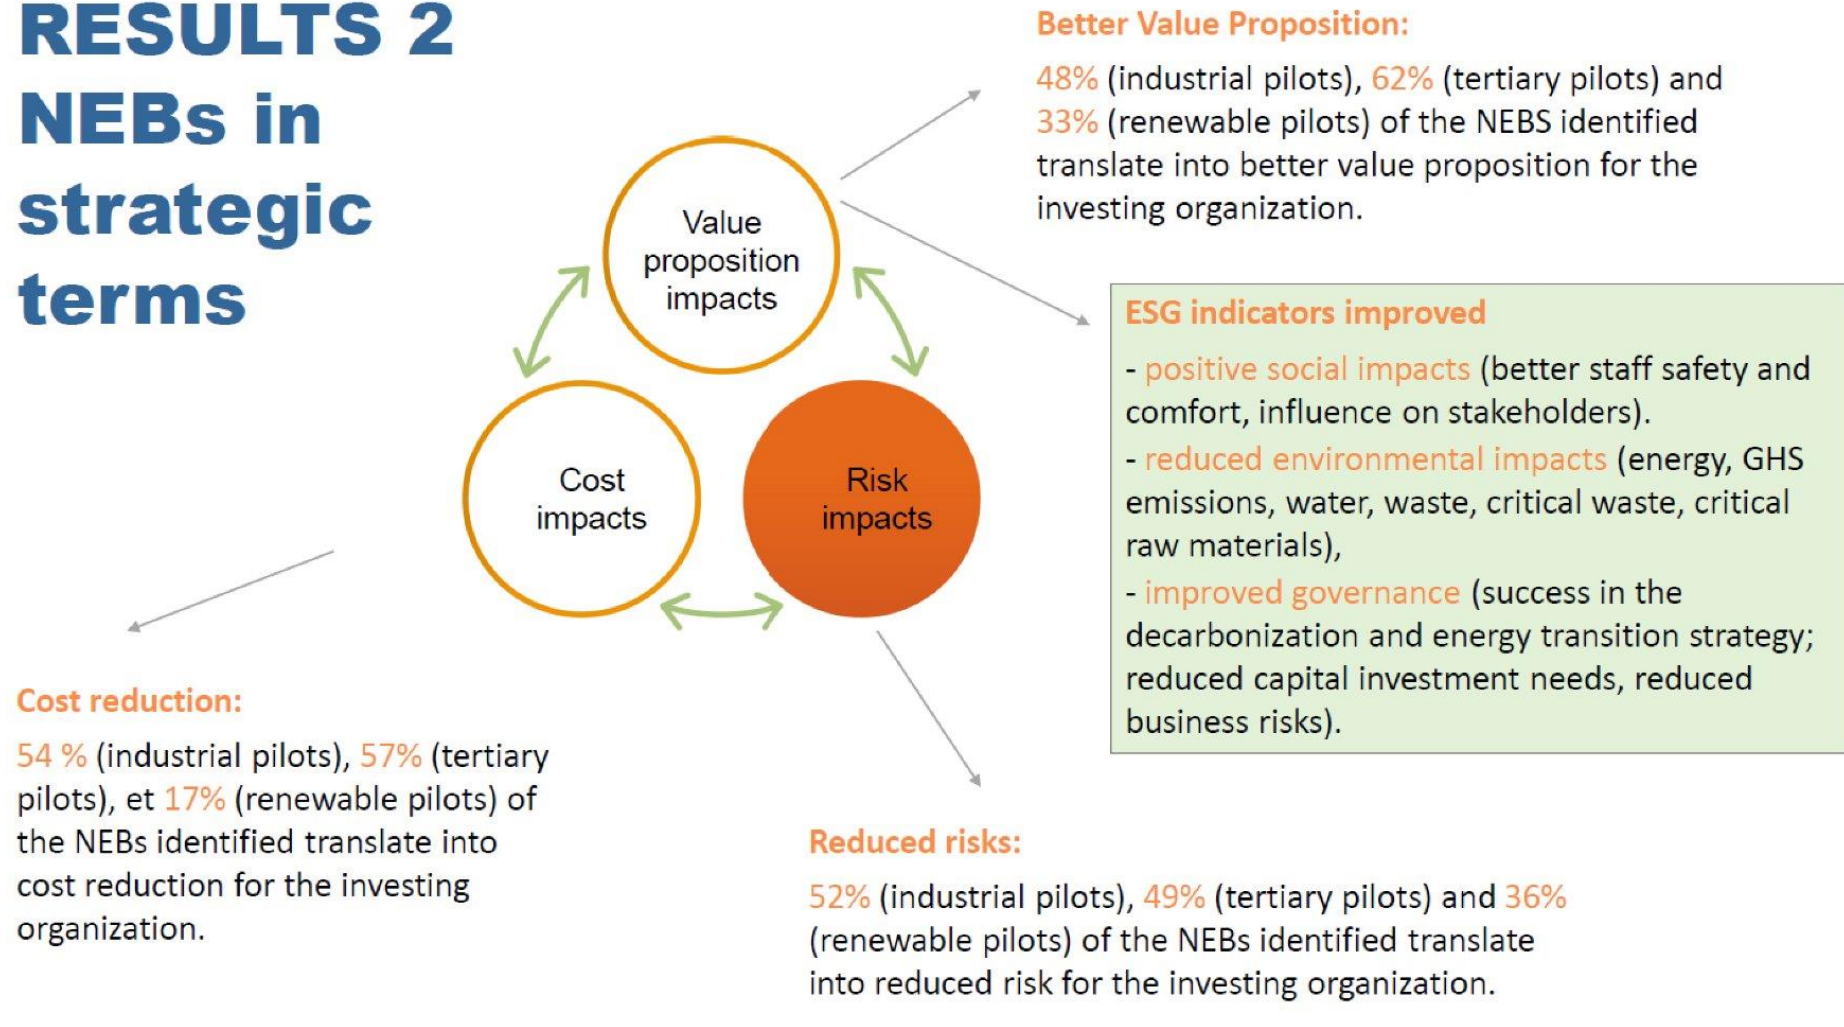 RESULTS 2
NEBs in
strategic
terms
Better Value Proposition:
48% (industrial pilots), 62% (tertiary pilots) and
33% (renewable pilots) of the NEBS identified
translate into better value proposition for the
investing organization.
Value
proposition
impacts
Cost
impacts
Risk
impacts
ESG indicators improved
- positive social impacts (better staff safety and
comfort, influence on stakeholders).
- reduced environmental impacts (energy, GHS
emissions, water, waste, critical waste, critical
raw materials),
- improved governance (success in the
decarbonization and energy transition strategy;
reduced capital investment needs, reduced
business risks).
Cost reduction:
54 % (industrial pilots), 57% (tertiary
pilots), et 17% (renewable pilots) of
the NEBs identified translate into
cost reduction for the investing
organization.
Reduced risks:
52% (industrial pilots), 49% (tertiary pilots) and 36%
(renewable pilots) of the NEBs identified translate
into reduced risk for the investing organization.